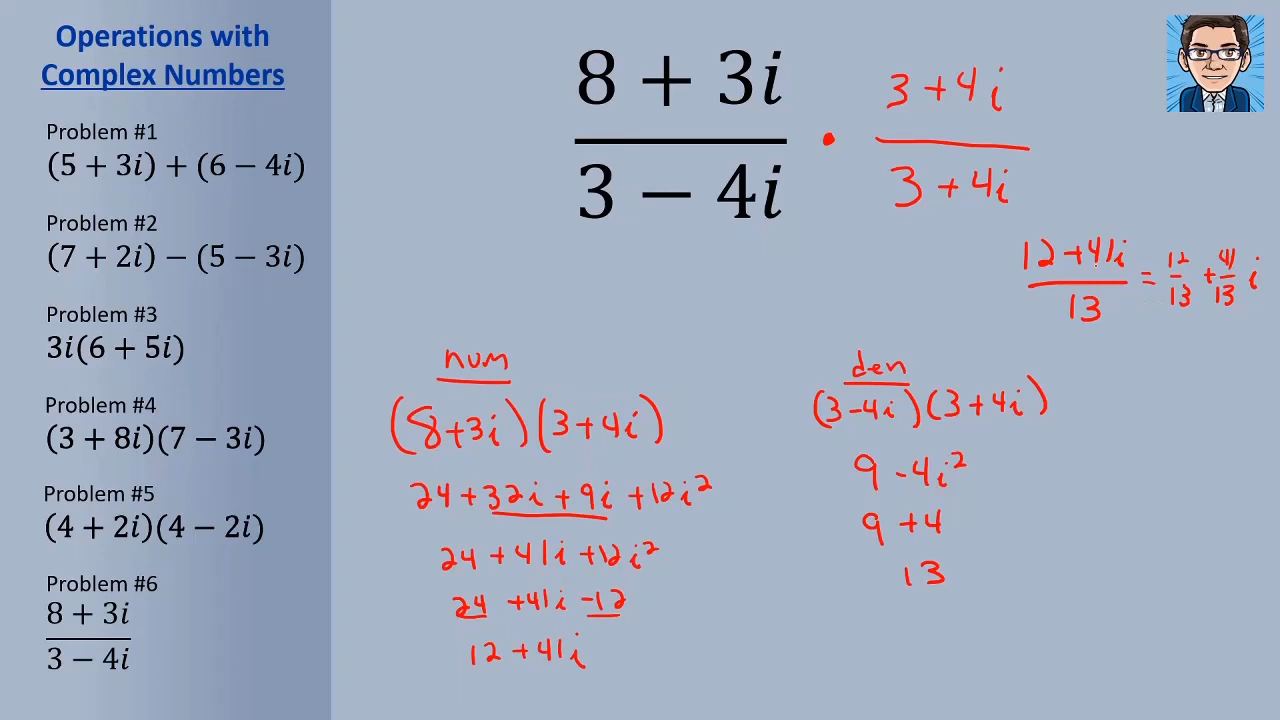 Operations with
Complex Numbers
Problem #1
(5 + 3i) + (6 − 4i)
Problem #2
(7 + 2i) − (5 − 3i)
Problem #3
3i(6 + 5i)
Problem #4
(3 + 8i)(7 − 3i)
Problem #5
(4 + 2i)(4 − 2i)
Problem #6
8 + 3i
3 − 4i
8 + 3i
3 − 4i
·
3 + 4i
3 + 4i
12 + 41i
13
= 12/13 + 41/13 i
num
(8+3i)(3+4i)
24 + 32i + 9i + 12i²
24 + 41i + 12i²
24 + 41i - 12
12 + 41i
den
(3-4i)(3+4i)
9 - 4i²
9 + 4
13